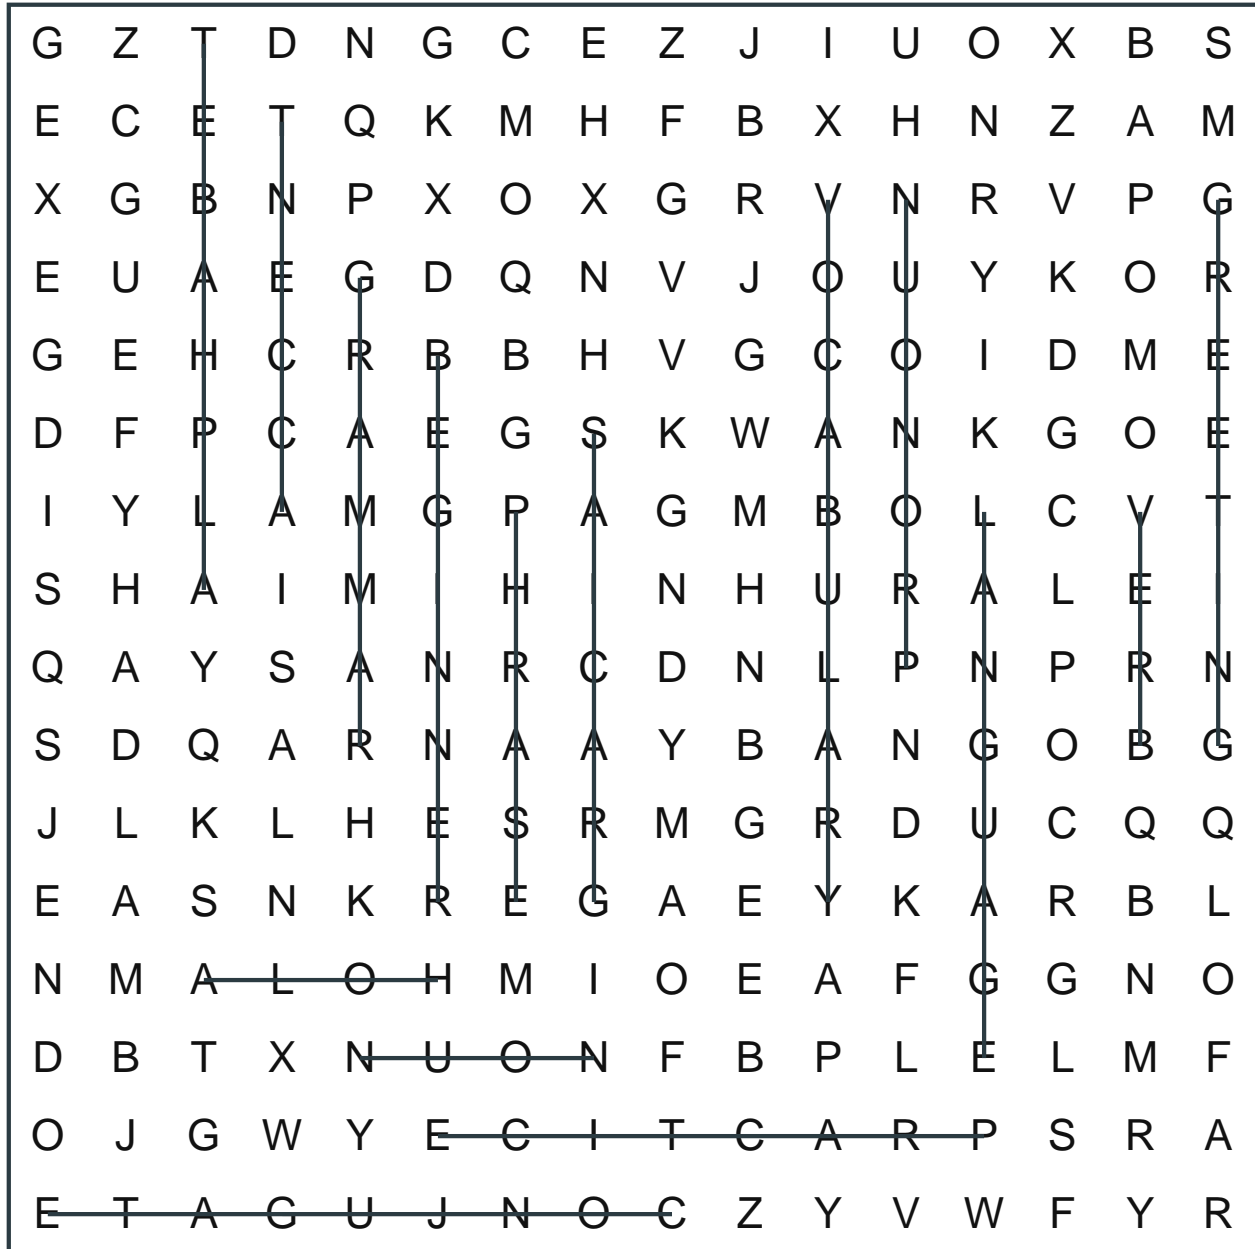 G Z T D N G C E Z J I U O X B S
E C E T Q K M H F B X H N Z A M
X G B N P X O X G R V N R V P G
E U A E G D Q N V J O U Y K O R
G E H C R B B H V G C O I D M E
D F P C A E G S K W A N K G O E
I Y L A M G P A G M B O L C V T
S H A I M I H I N H U R A L E I
Q A Y S A N R C D N L P N P R N
S D Q A R N A A Y B A N G O B G
J L K L H E S R M G R D U C Q Q
E A S N K R E G A E Y K A R B L
N M A L O H M I O E A F G G N O
D B T X N U O N F B P L E L M F
O J G W Y E C I T C A R P S R A
E T A G U J N O C Z Y V W F Y R